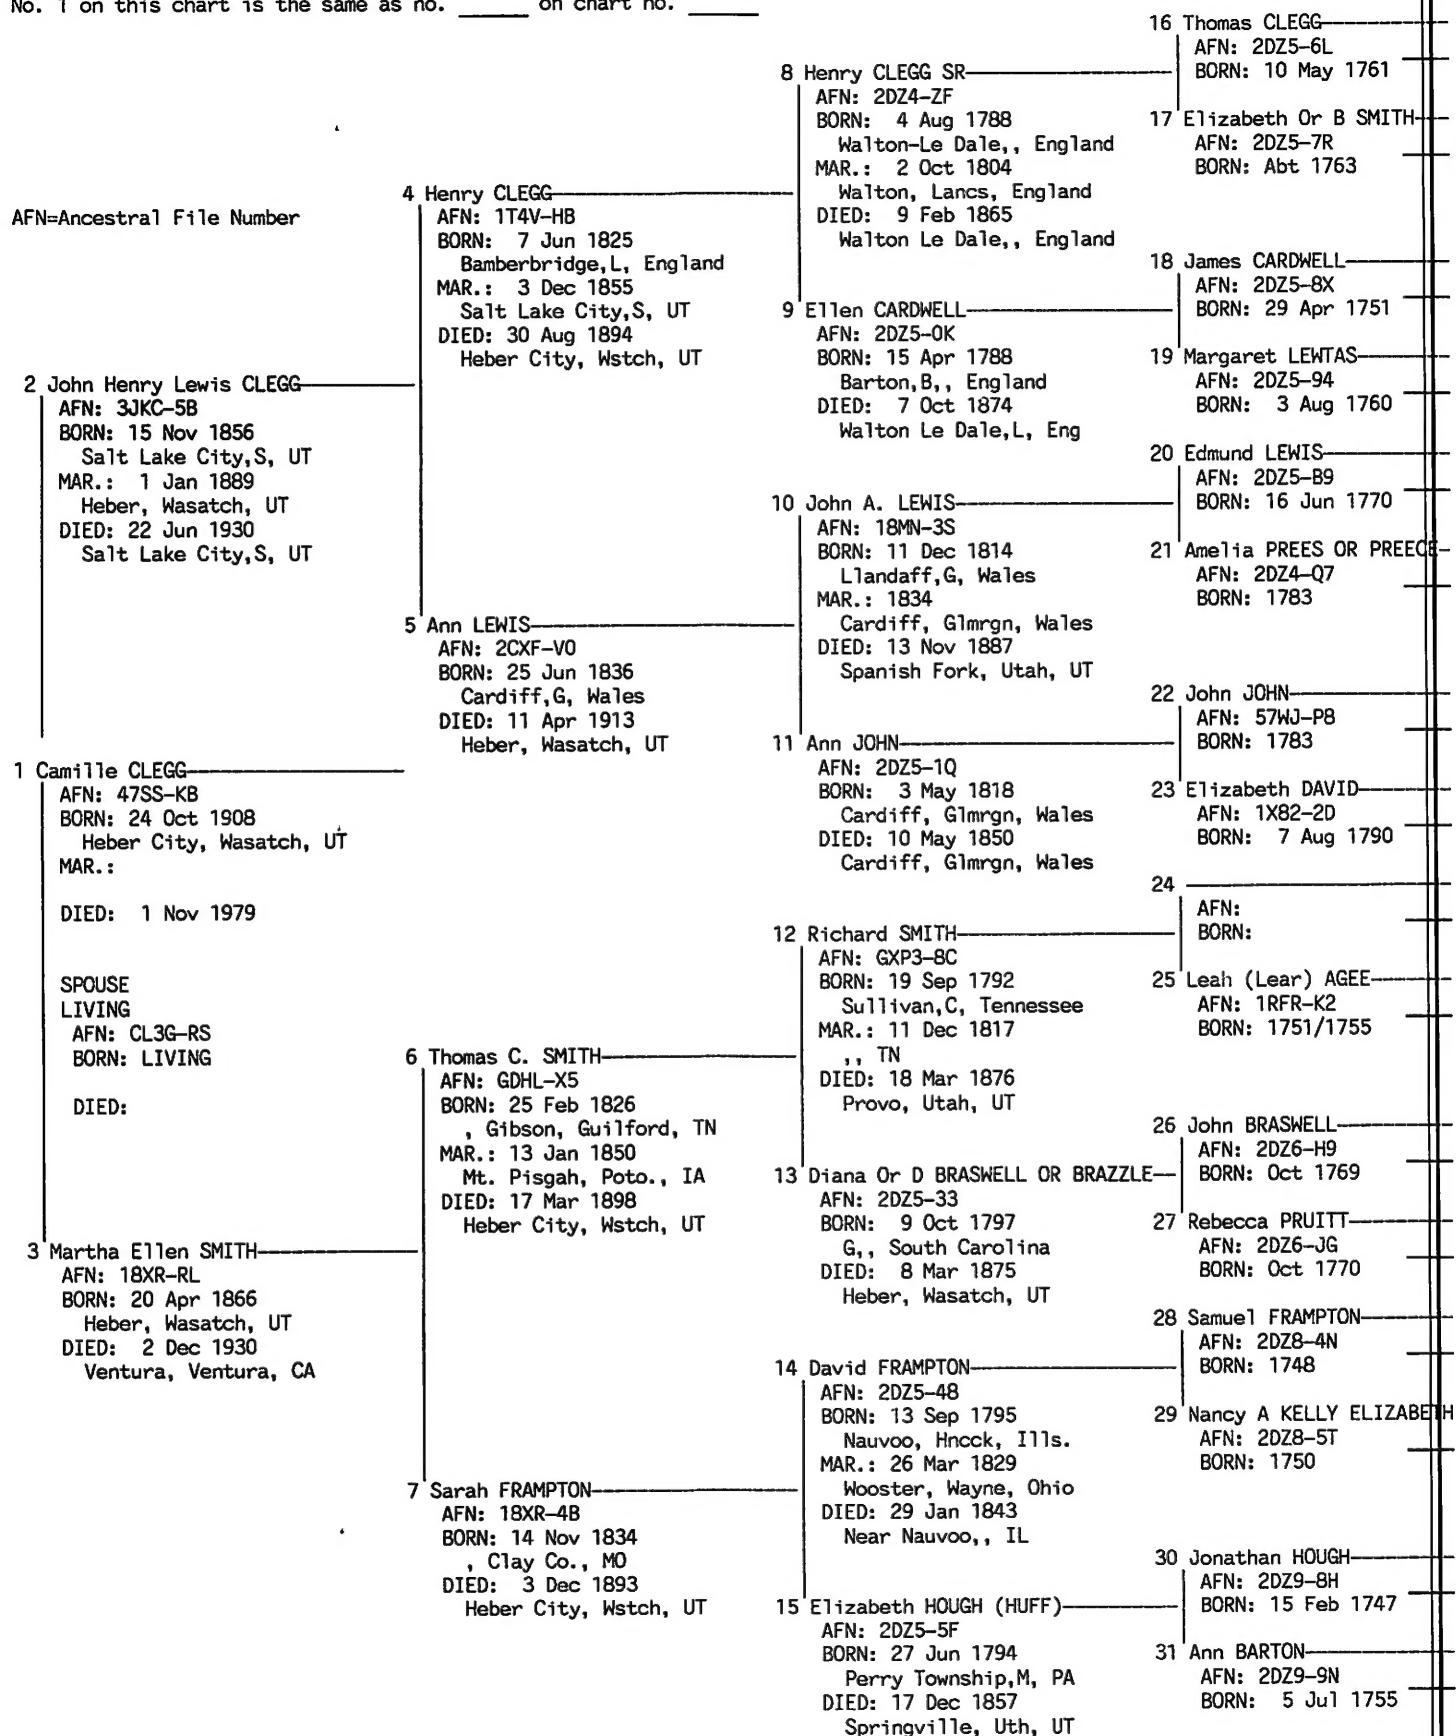 No. 1 on this chart is the same as no. _____ on chart no. _____
AFN=Ancestral File Number
1 Camille CLEGG
AFN: 47SS-KB
BORN: 24 Oct 1908
Heber City, Wasatch, UT
MAR.:
DIED: 1 Nov 1979
SPOUSE
LIVING
AFN: CL3G-RS
BORN: LIVING
DIED:
2 John Henry Lewis CLEGG
AFN: 3JKC-5B
BORN: 15 Nov 1856
Salt Lake City,S, UT
MAR.: 1 Jan 1889
Heber, Wasatch, UT
DIED: 22 Jun 1930
Salt Lake City,S, UT
3 Martha Ellen SMITH
AFN: 18XR-RL
BORN: 20 Apr 1866
Heber, Wasatch, UT
DIED: 2 Dec 1930
Ventura, Ventura, CA
4 Henry CLEGG
AFN: 1T4V-HB
BORN: 7 Jun 1825
Bamberbridge,L, England
MAR.: 3 Dec 1855
Salt Lake City,S, UT
DIED: 30 Aug 1894
Heber City, Wstch, UT
5 Ann LEWIS
AFN: 2CXF-V0
BORN: 25 Jun 1836
Cardiff,G, Wales
DIED: 11 Apr 1913
Heber, Wasatch, UT
6 Thomas C. SMITH
AFN: GDHL-X5
BORN: 25 Feb 1826
, Gibson, Guilford, TN
MAR.: 13 Jan 1850
Mt. Pisgah, Poto., IA
DIED: 17 Mar 1898
Heber City, Wstch, UT
7 Sarah FRAMPTON
AFN: 18XR-4B
BORN: 14 Nov 1834
, Clay Co., MO
DIED: 3 Dec 1893
Heber City, Wstch, UT
8 Henry CLEGG SR
AFN: 2DZ4-ZF
BORN: 4 Aug 1788
Walton-Le Dale,, England
MAR.: 2 Oct 1804
Walton, Lancs, England
DIED: 9 Feb 1865
Walton Le Dale,, England
9 Ellen CARDWELL
AFN: 2DZ5-0K
BORN: 15 Apr 1788
Barton,B,, England
DIED: 7 Oct 1874
Walton Le Dale,L, Eng
10 John A. LEWIS
AFN: 18MN-3S
BORN: 11 Dec 1814
Llandaff,G, Wales
MAR.: 1834
Cardiff, Glmrgn, Wales
DIED: 13 Nov 1887
Spanish Fork, Utah, UT
11 Ann JOHN
AFN: 2DZ5-1Q
BORN: 3 May 1818
Cardiff, Glmrgn, Wales
DIED: 10 May 1850
Cardiff, Glmrgn, Wales
12 Richard SMITH
AFN: GXP3-8C
BORN: 19 Sep 1792
Sullivan,C, Tennessee
MAR.: 11 Dec 1817
,, TN
DIED: 18 Mar 1876
Provo, Utah, UT
13 Diana Or D BRASWELL OR BRAZZLE
AFN: 2DZ5-33
BORN: 9 Oct 1797
G,, South Carolina
DIED: 8 Mar 1875
Heber, Wasatch, UT
14 David FRAMPTON
AFN: 2DZ5-48
BORN: 13 Sep 1795
Nauvoo, Hncck, Ills.
MAR.: 26 Mar 1829
Wooster, Wayne, Ohio
DIED: 29 Jan 1843
Near Nauvoo,, IL
15 Elizabeth HOUGH (HUFF)
AFN: 2DZ5-5F
BORN: 27 Jun 1794
Perry Township,M, PA
DIED: 17 Dec 1857
Springville, Uth, UT
16 Thomas CLEGG
AFN: 2DZ5-6L
BORN: 10 May 1761
17 Elizabeth Or B SMITH
AFN: 2DZ5-7R
BORN: Abt 1763
18 James CARDWELL
AFN: 2DZ5-8X
BORN: 29 Apr 1751
19 Margaret LEWTAS
AFN: 2DZ5-94
BORN: 3 Aug 1760
20 Edmund LEWIS
AFN: 2DZ5-B9
BORN: 16 Jun 1770
21 Amelia PREES OR PREECE
AFN: 2DZ4-Q7
BORN: 1783
22 John JOHN
AFN: 57WJ-P8
BORN: 1783
23 Elizabeth DAVID
AFN: 1X82-2D
BORN: 7 Aug 1790
24
AFN:
BORN:
25 Leah (Lear) AGEE
AFN: 1RFR-K2
BORN: 1751/1755
26 John BRASWELL
AFN: 2DZ6-H9
BORN: Oct 1769
27 Rebecca PRUITT
AFN: 2DZ6-JG
BORN: Oct 1770
28 Samuel FRAMPTON
AFN: 2DZ8-4N
BORN: 1748
29 Nancy A KELLY ELIZABETH
AFN: 2DZ8-5T
BORN: 1750
30 Jonathan HOUGH
AFN: 2DZ9-8H
BORN: 15 Feb 1747
31 Ann BARTON
AFN: 2DZ9-9N
BORN: 5 Jul 1755